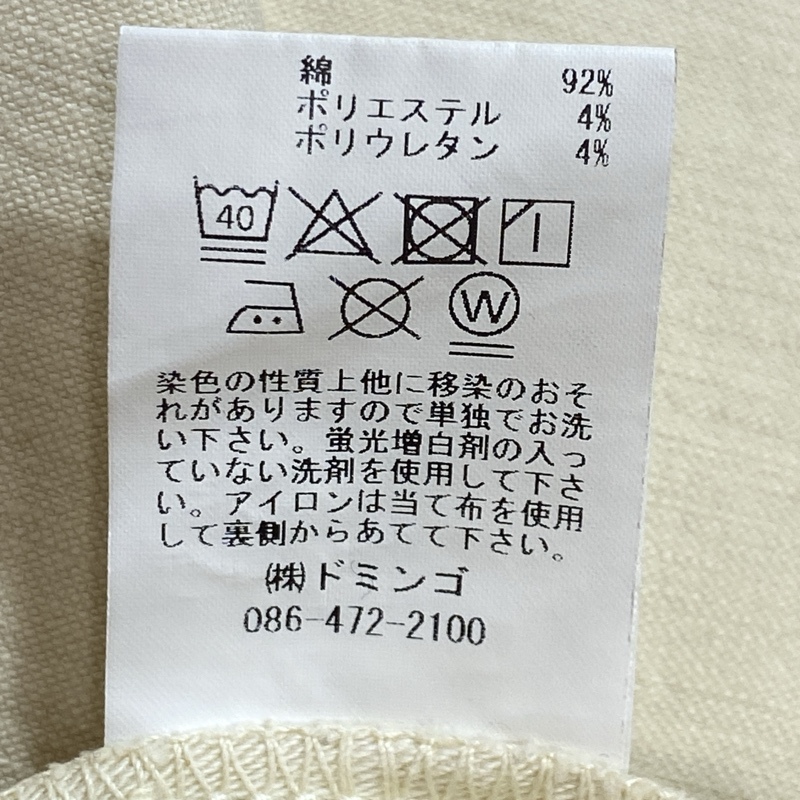 綿 92%
ポリエステル 4%
ポリウレタン 4%
40
W
染色の性質上他に移染のおそ
れがありますので単独でお洗
い下さい。蛍光増白剤の入っ
ていない洗剤を使用して下さ
い。アイロンは当て布を使用
して裏側からあてて下さい。
㈱ドミンゴ
086-472-2100